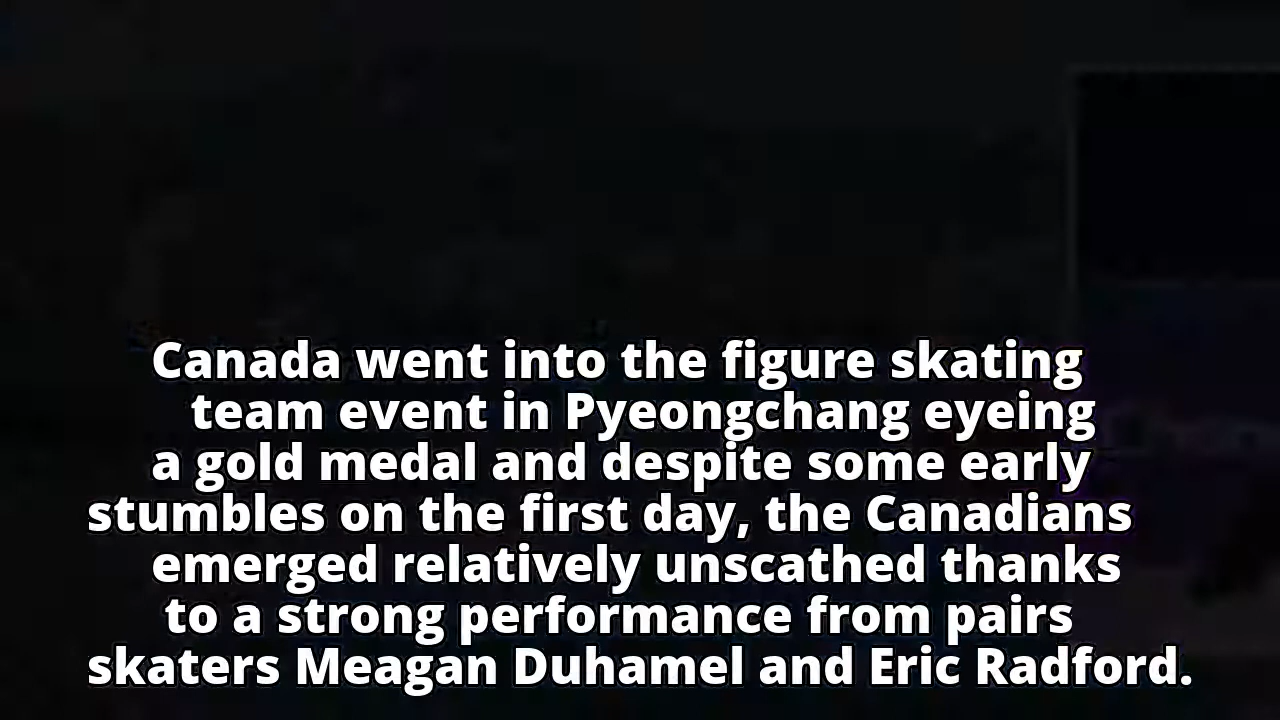 Canada went into the figure skating
team event in Pyeongchang eyeing
a gold medal and despite some early
stumbles on the first day, the Canadians
emerged relatively unscathed thanks
to a strong performance from pairs
skaters Meagan Duhamel and Eric Radford.